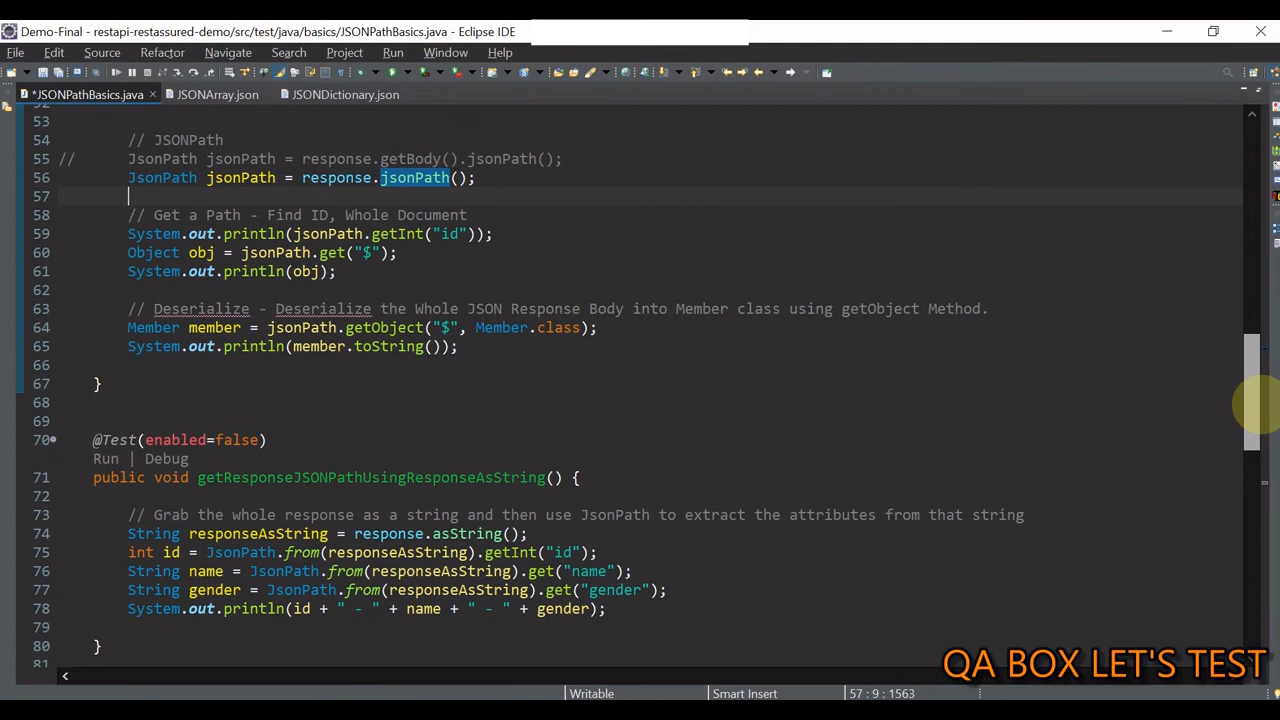 Demo-Final - restapi-restassured-demo/src/test/java/basics/JSONPathBasics.java - Eclipse IDE
File Edit Source Refactor Navigate Search Project Run Window Help
*JSONPathBasics.java JSONArray.json JSONDictionary.json
53
54 // JSONPath
55 // JsonPath jsonPath = response.getBody().jsonPath();
56 JsonPath jsonPath = response.jsonPath();
57
58 // Get a Path - Find ID, Whole Document
59 System.out.println(jsonPath.getInt("id"));
60 Object obj = jsonPath.get("$");
61 System.out.println(obj);
62
63 // Deserialize - Deserialize the Whole JSON Response Body into Member class using getObject Method.
64 Member member = jsonPath.getObject("$", Member.class);
65 System.out.println(member.toString());
66
67 }
68
69
70 @Test(enabled=false)
Run | Debug
71 public void getResponseJSONPathUsingResponseAsString() {
72
73 // Grab the whole response as a string and then use JsonPath to extract the attributes from that string
74 String responseAsString = response.asString();
75 int id = JsonPath.from(responseAsString).getInt("id");
76 String name = JsonPath.from(responseAsString).get("name");
77 String gender = JsonPath.from(responseAsString).get("gender");
78 System.out.println(id + " - " + name + " - " + gender);
79
80 }
81
QA BOX LET'S TEST
Writable Smart Insert 57 : 9 : 1563